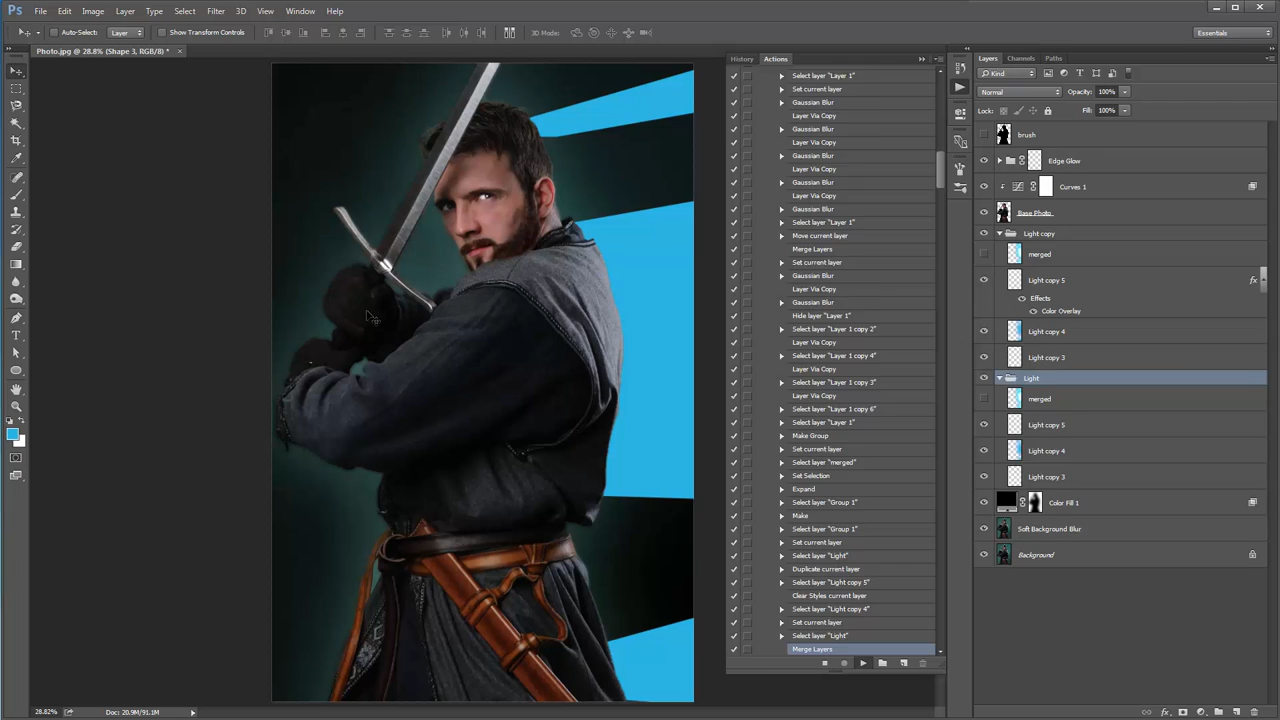 Ps File Edit Image Layer Type Select Filter 3D View Window Help
Auto-Select: Layer Show Transform Controls 3D Mode: Essentials
Photo.jpg @ 28.8% (Shape 3, RGB/8) *
History Actions
Select layer "Layer 1"
Set current layer
Gaussian Blur
Layer Via Copy
Gaussian Blur
Layer Via Copy
Gaussian Blur
Layer Via Copy
Gaussian Blur
Layer Via Copy
Gaussian Blur
Select layer "Layer 1"
Move current layer
Merge Layers
Set current layer
Gaussian Blur
Layer Via Copy
Gaussian Blur
Hide layer "Layer 1"
Select layer "Layer 1 copy 2"
Layer Via Copy
Select layer "Layer 1 copy 4"
Layer Via Copy
Select layer "Layer 1 copy 3"
Layer Via Copy
Select layer "Layer 1 copy 6"
Select layer "Layer 1"
Make Group
Set current layer
Select layer "merged"
Set Selection
Expand
Select layer "Group 1"
Make
Select layer "Group 1"
Set current layer
Select layer "Light"
Duplicate current layer
Select layer "Light copy 5"
Clear Styles current layer
Select layer "Light copy 4"
Set current layer
Select layer "Light"
Merge Layers
Layers Channels Paths
Kind
Normal Opacity: 100%
Lock: Fill: 100%
brush
Edge Glow
Curves 1
Base Photo
Light copy
merged
Light copy 5 fx
Effects
Color Overlay
Light copy 4
Light copy 3
Light
merged
Light copy 5
Light copy 4
Light copy 3
Color Fill 1
Soft Background Blur
Background
28.82% Doc: 20.9M/91.1M